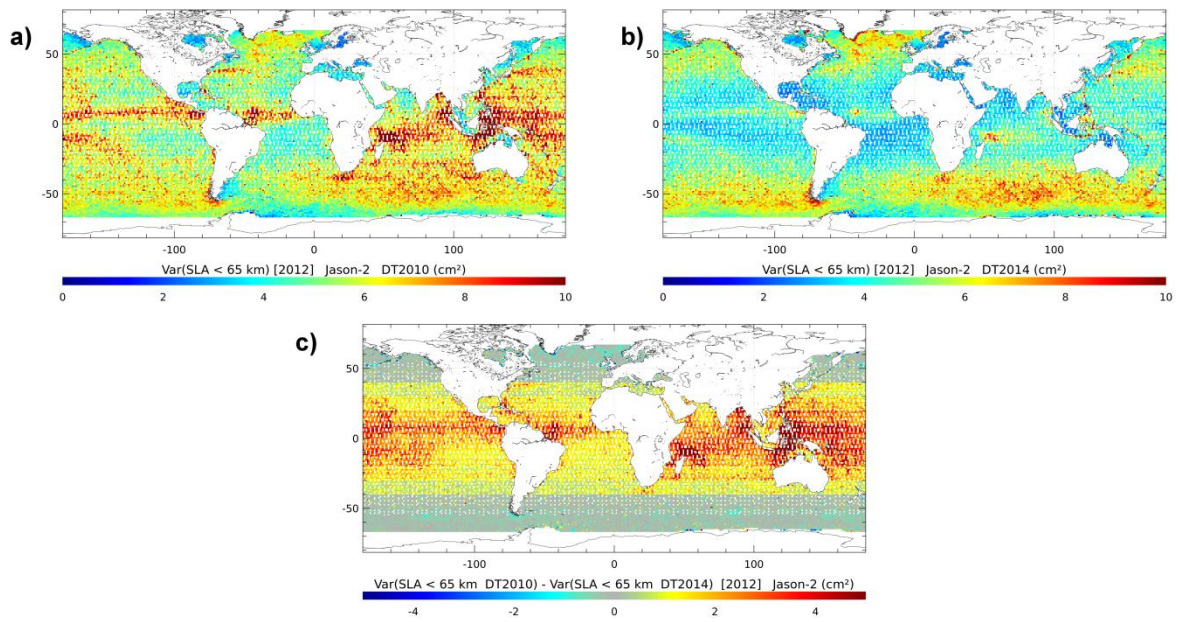 a)
50
0
-50
-100
0
100
Var(SLA < 65 km) [2012] Jason-2 DT2010 (cm²)
0 2 4 6 8 10
b)
50
0
-50
-100
0
100
Var(SLA < 65 km) [2012] Jason-2 DT2014 (cm²)
0 2 4 6 8 10
c)
50
0
-50
-100
0
100
Var(SLA < 65 km DT2010) - Var(SLA < 65 km DT2014) [2012] Jason-2 (cm²)
-4 -2 0 2 4